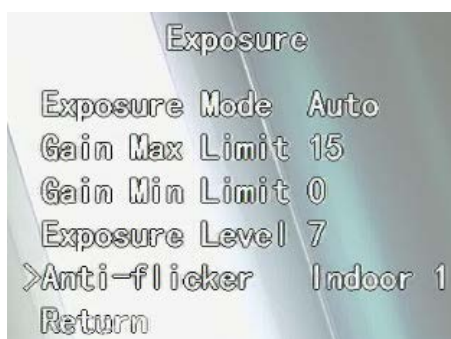 Exposure
Exposure Mode Auto
Gain Max Limit 15
Gain Min Limit 0
Exposure Level 7
>Anti-flicker Indoor 1
Return